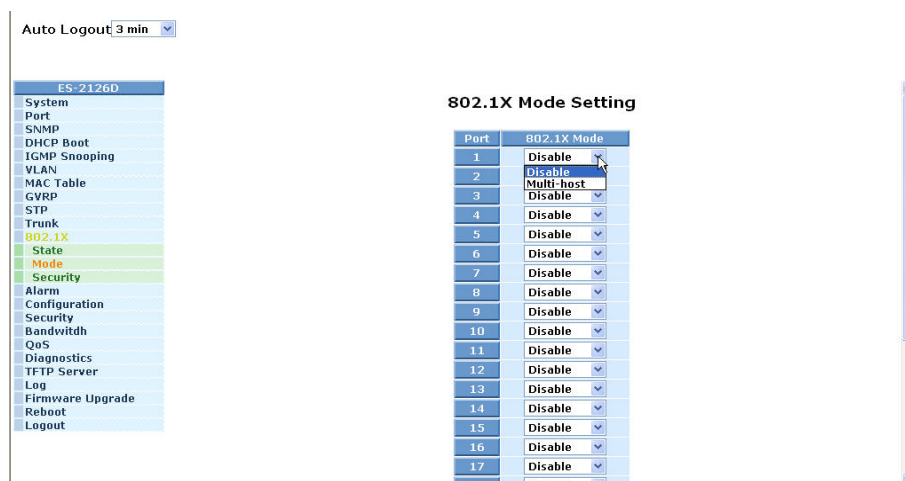 Auto Logout 3 min
ES-2126D
System
Port
SNMP
DHCP Boot
IGMP Snooping
VLAN
MAC Table
GVRP
STP
Trunk
802.1X
State
Mode
Security
Alarm
Configuration
Security
Bandwitdh
QoS
Diagnostics
TFTP Server
Log
Firmware Upgrade
Reboot
Logout
802.1X Mode Setting
Port 802.1X Mode
1 Disable
Disable
2
Multi-host
3 Disable
4 Disable
5 Disable
6 Disable
7 Disable
8 Disable
9 Disable
10 Disable
11 Disable
12 Disable
13 Disable
14 Disable
15 Disable
16 Disable
17 Disable